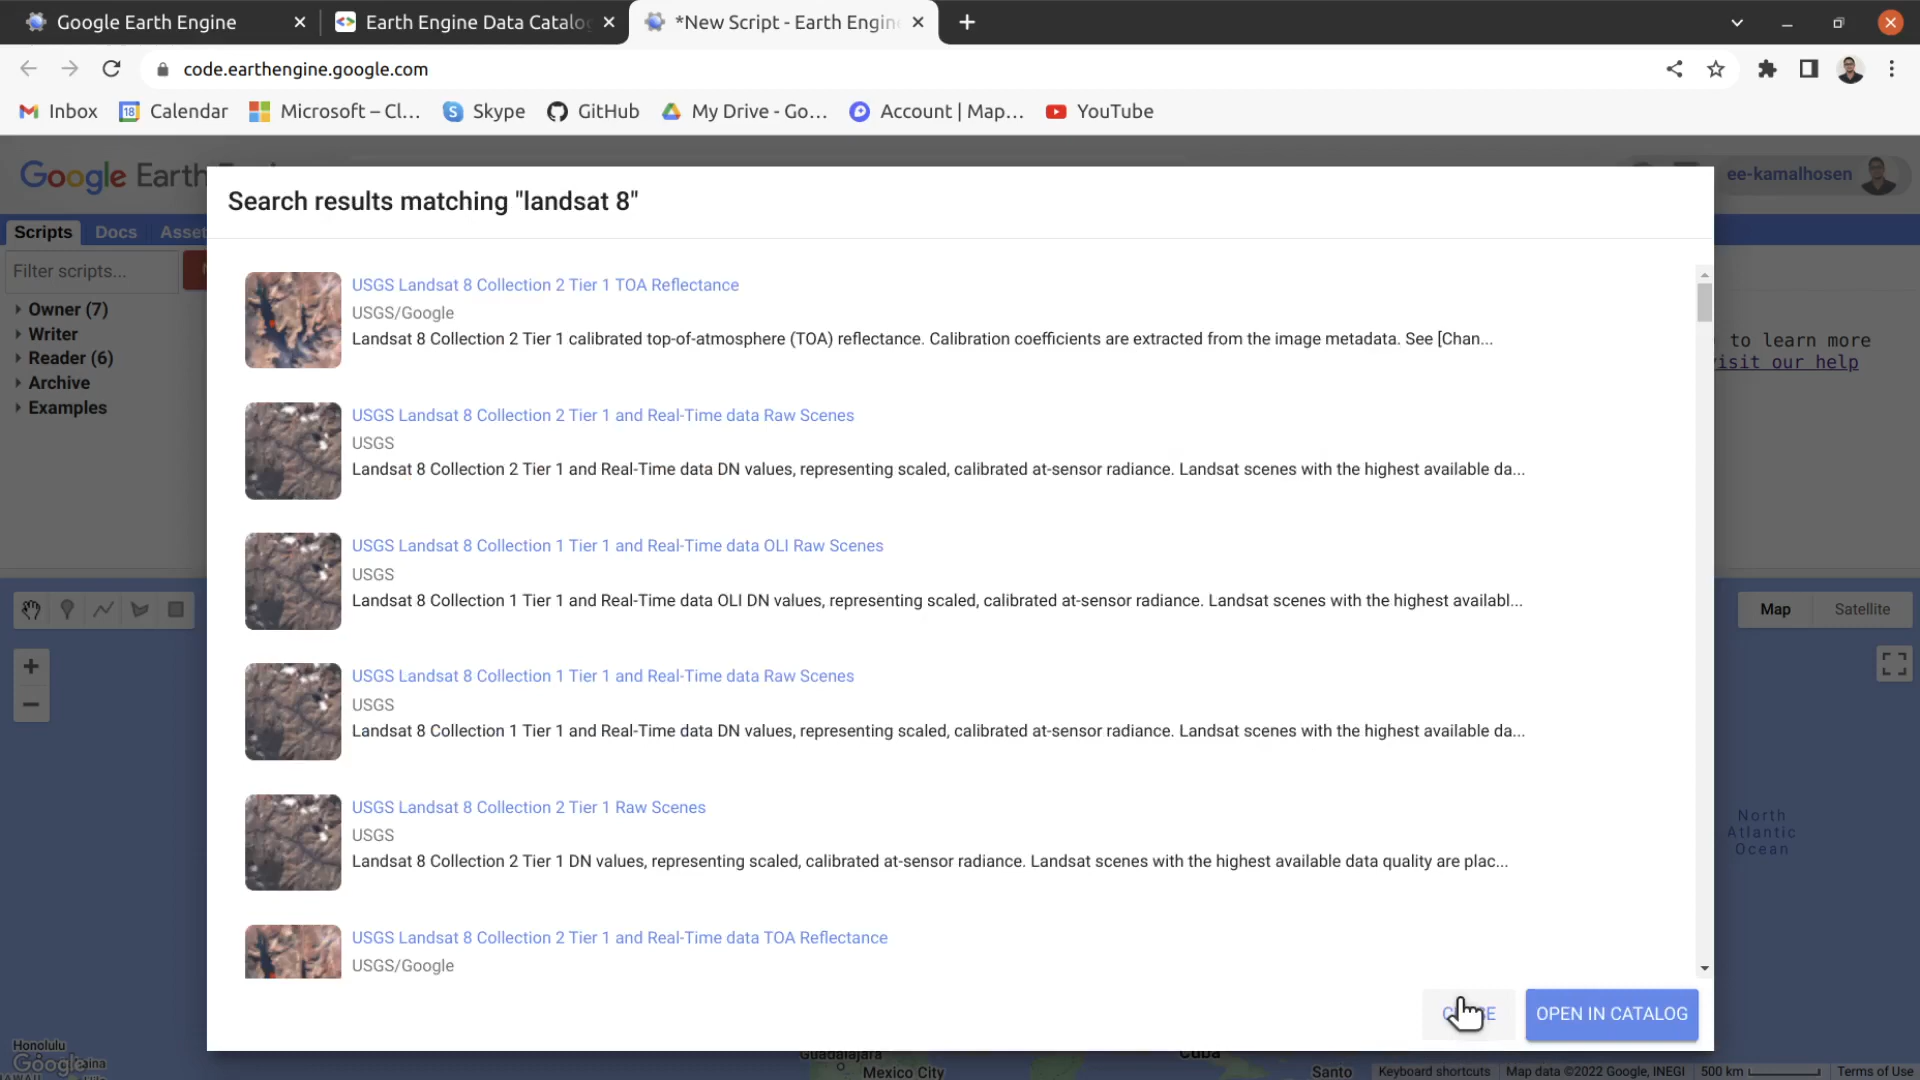 Google Earth Engine
Earth Engine Data Catalo
*New Script - Earth Engin
code.earthengine.google.com
Inbox
Calendar
Microsoft – Cl...
Skype
GitHub
My Drive - Go...
Account | Map...
YouTube
Google Earth
ee-kamalhosen
Search results matching "landsat 8"
Scripts
Docs
Asset
Filter scripts...
Owner (7)
Writer
Reader (6)
Archive
Examples
to learn more
visit our help
USGS Landsat 8 Collection 2 Tier 1 TOA Reflectance
USGS/Google
Landsat 8 Collection 2 Tier 1 calibrated top-of-atmosphere (TOA) reflectance. Calibration coefficients are extracted from the image metadata. See [Chan...
USGS Landsat 8 Collection 2 Tier 1 and Real-Time data Raw Scenes
USGS
Landsat 8 Collection 2 Tier 1 and Real-Time data DN values, representing scaled, calibrated at-sensor radiance. Landsat scenes with the highest available da...
USGS Landsat 8 Collection 1 Tier 1 and Real-Time data OLI Raw Scenes
USGS
Landsat 8 Collection 1 Tier 1 and Real-Time data OLI DN values, representing scaled, calibrated at-sensor radiance. Landsat scenes with the highest availabl...
USGS Landsat 8 Collection 1 Tier 1 and Real-Time data Raw Scenes
USGS
Landsat 8 Collection 1 Tier 1 and Real-Time data DN values, representing scaled, calibrated at-sensor radiance. Landsat scenes with the highest available da...
USGS Landsat 8 Collection 2 Tier 1 Raw Scenes
USGS
Landsat 8 Collection 2 Tier 1 DN values, representing scaled, calibrated at-sensor radiance. Landsat scenes with the highest available data quality are plac...
USGS Landsat 8 Collection 2 Tier 1 and Real-Time data TOA Reflectance
USGS/Google
OPEN IN CATALOG
Map
Satellite
North
Atlantic
Ocean
Honolulu
Google
Guadalajara
Mexico City
Cuba
Santo
Keyboard shortcuts
Map data ©2022 Google, INEGI
500 km
Terms of Use